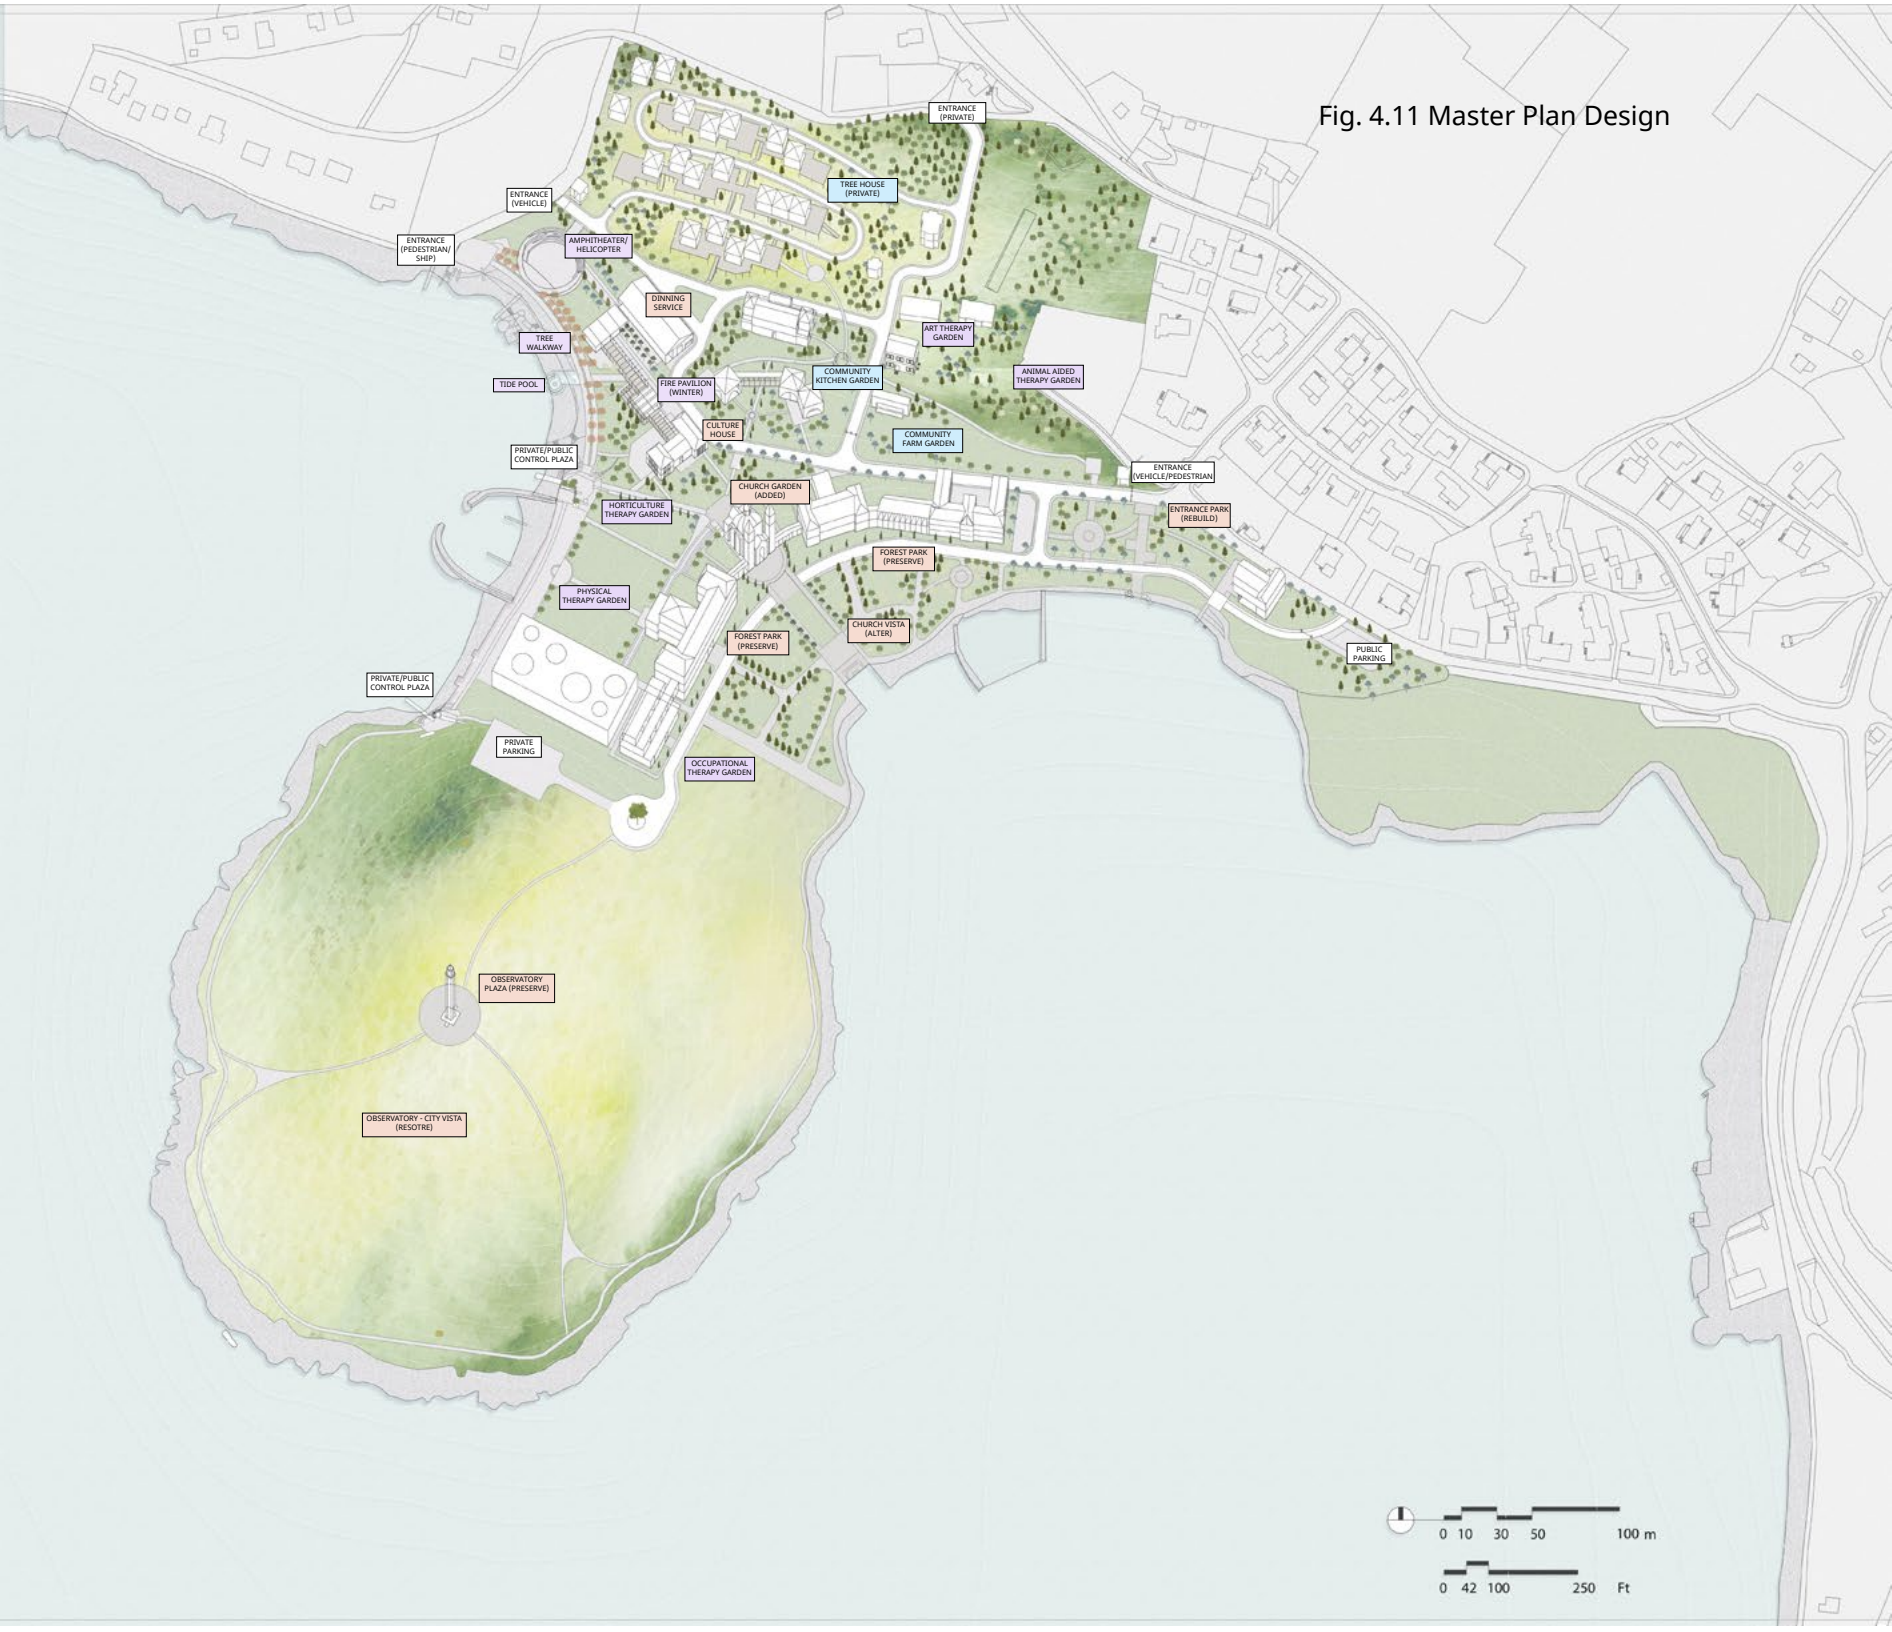 Fig. 4.11 Master Plan Design
ENTRANCE
(PRIVATE)
TREE HOUSE
(PRIVATE)
ENTRANCE
(VEHICLE)
ENTRANCE
(PEDESTRIAN/
SHIP)
AMPHITHEATER/
HELICOPTER
DINNING
SERVICE
TREE
WALKWAY
ART THERAPY
GARDEN
TIDE POOL
FIRE PAVILION
(WINTER)
COMMUNITY
KITCHEN GARDEN
ANIMAL AIDED
THERAPY GARDEN
CULTURE
HOUSE
COMMUNITY
FARM GARDEN
PRIVATE/PUBLIC
CONTROL PLAZA
ENTRANCE
(VEHICLE/PEDESTRIAN
CHURCH GARDEN
(ADDED)
HORTICULTURE
THERAPY GARDEN
ENTRANCE PARK
(REBUILD)
FOREST PARK
(PRESERVE)
PHYSICAL
THERAPY GARDEN
CHURCH VISTA
(ALTER)
FOREST PARK
(PRESERVE)
PUBLIC
PARKING
PRIVATE/PUBLIC
CONTROL PLAZA
PRIVATE
PARKING
OCCUPATIONAL
THERAPY GARDEN
OBSERVATORY
PLAZA (PRESERVE)
OBSERVATORY - CITY VISTA
(RESOTRE)
0 10 30 50 100 m
0 42 100 250 Ft